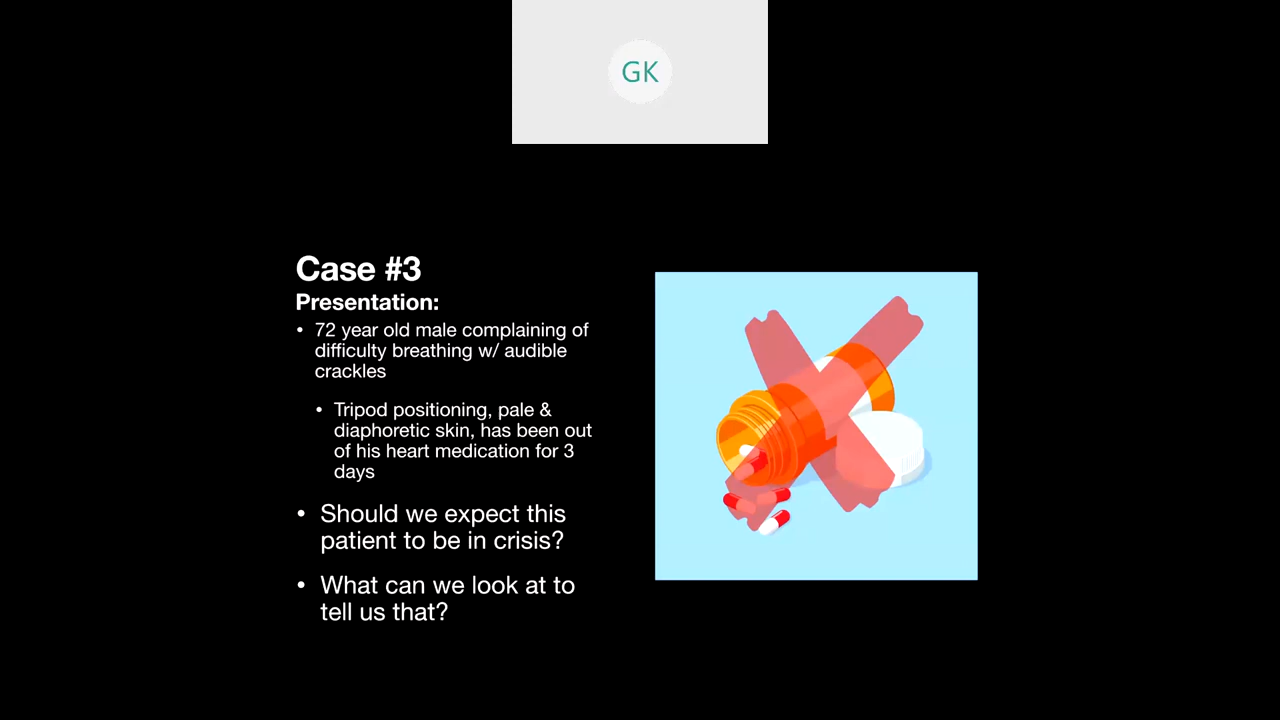 GK
Case #3
Presentation:
• 72 year old male complaining of
difficulty breathing w/ audible
crackles
• Tripod positioning, pale &
diaphoretic skin, has been out
of his heart medication for 3
days
• Should we expect this
patient to be in crisis?
• What can we look at to
tell us that?